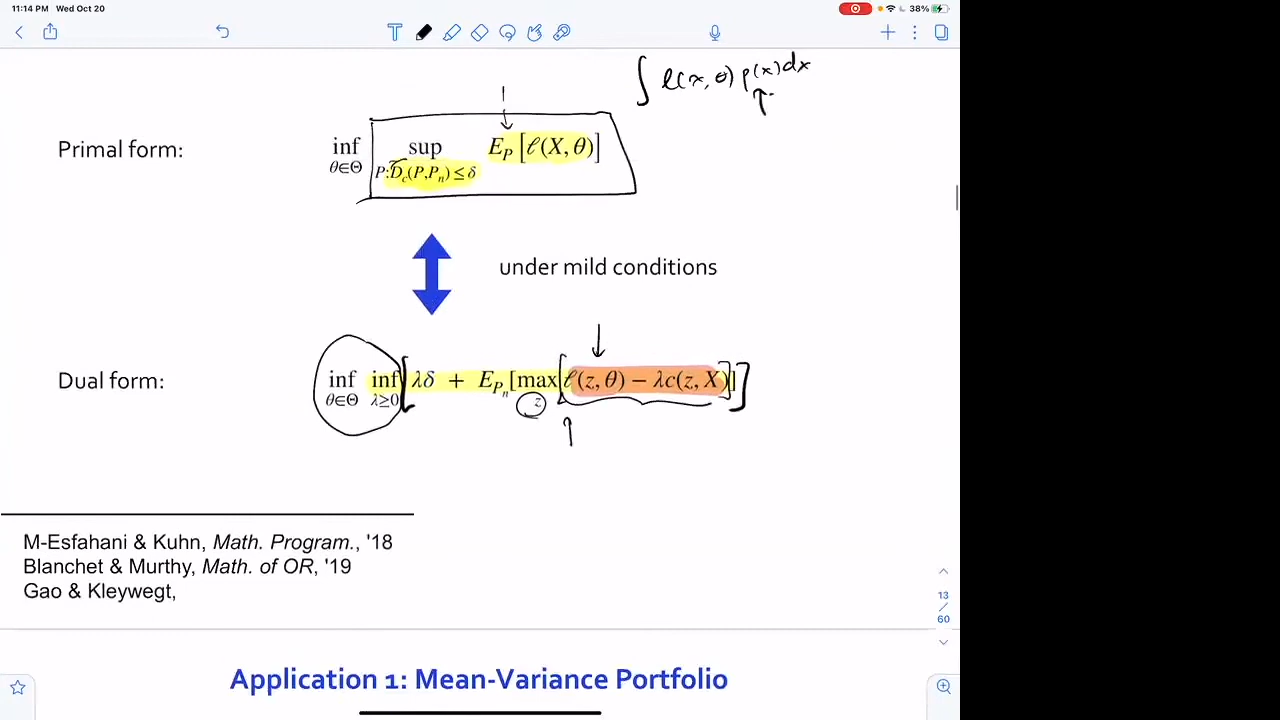 11:14 PM Wed Oct 20 38%
∫ ℓ(x, θ) p(x) dx
Primal form: inf θ∈Θ sup P:D_c(P,P_n) ≤ δ E_P [ℓ(X, θ)]
under mild conditions
Dual form: inf θ∈Θ inf λ≥0 [λδ + E_{P_n}[max z [ℓ(z, θ) − λc(z, X)]]
M-Esfahani & Kuhn, Math. Program., '18
Blanchet & Murthy, Math. of OR, '19
Gao & Kleywegt,
13
/
60
Application 1: Mean-Variance Portfolio